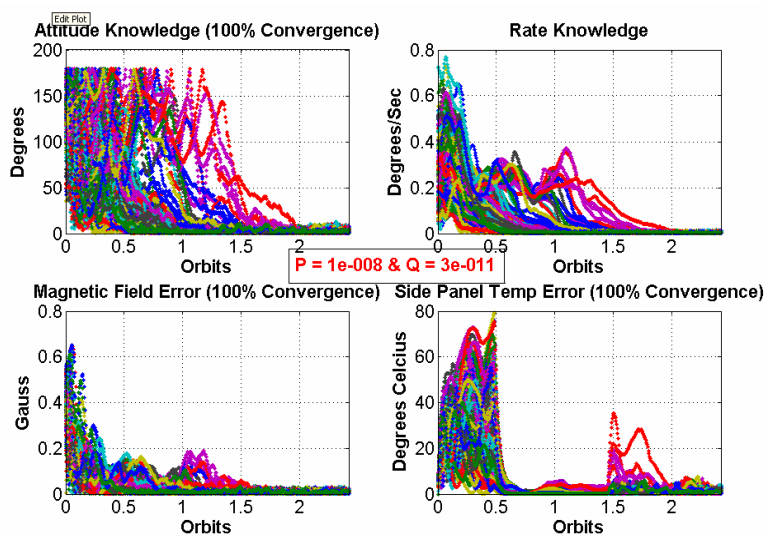 Edit Plot
Attitude Knowledge (100% Convergence)
200
150
100
50
0
Degrees
0 0.5 1 1.5 2
Orbits
Rate Knowledge
0.8
0.6
0.4
0.2
0
Degrees/Sec
0 0.5 1 1.5 2
Orbits
P = 1e-008 & Q = 3e-011
Magnetic Field Error (100% Convergence)
0.8
0.6
0.4
0.2
0
Gauss
0 0.5 1 1.5 2
Orbits
Side Panel Temp Error (100% Convergence)
80
60
40
20
0
Degrees Celcius
0 0.5 1 1.5 2
Orbits